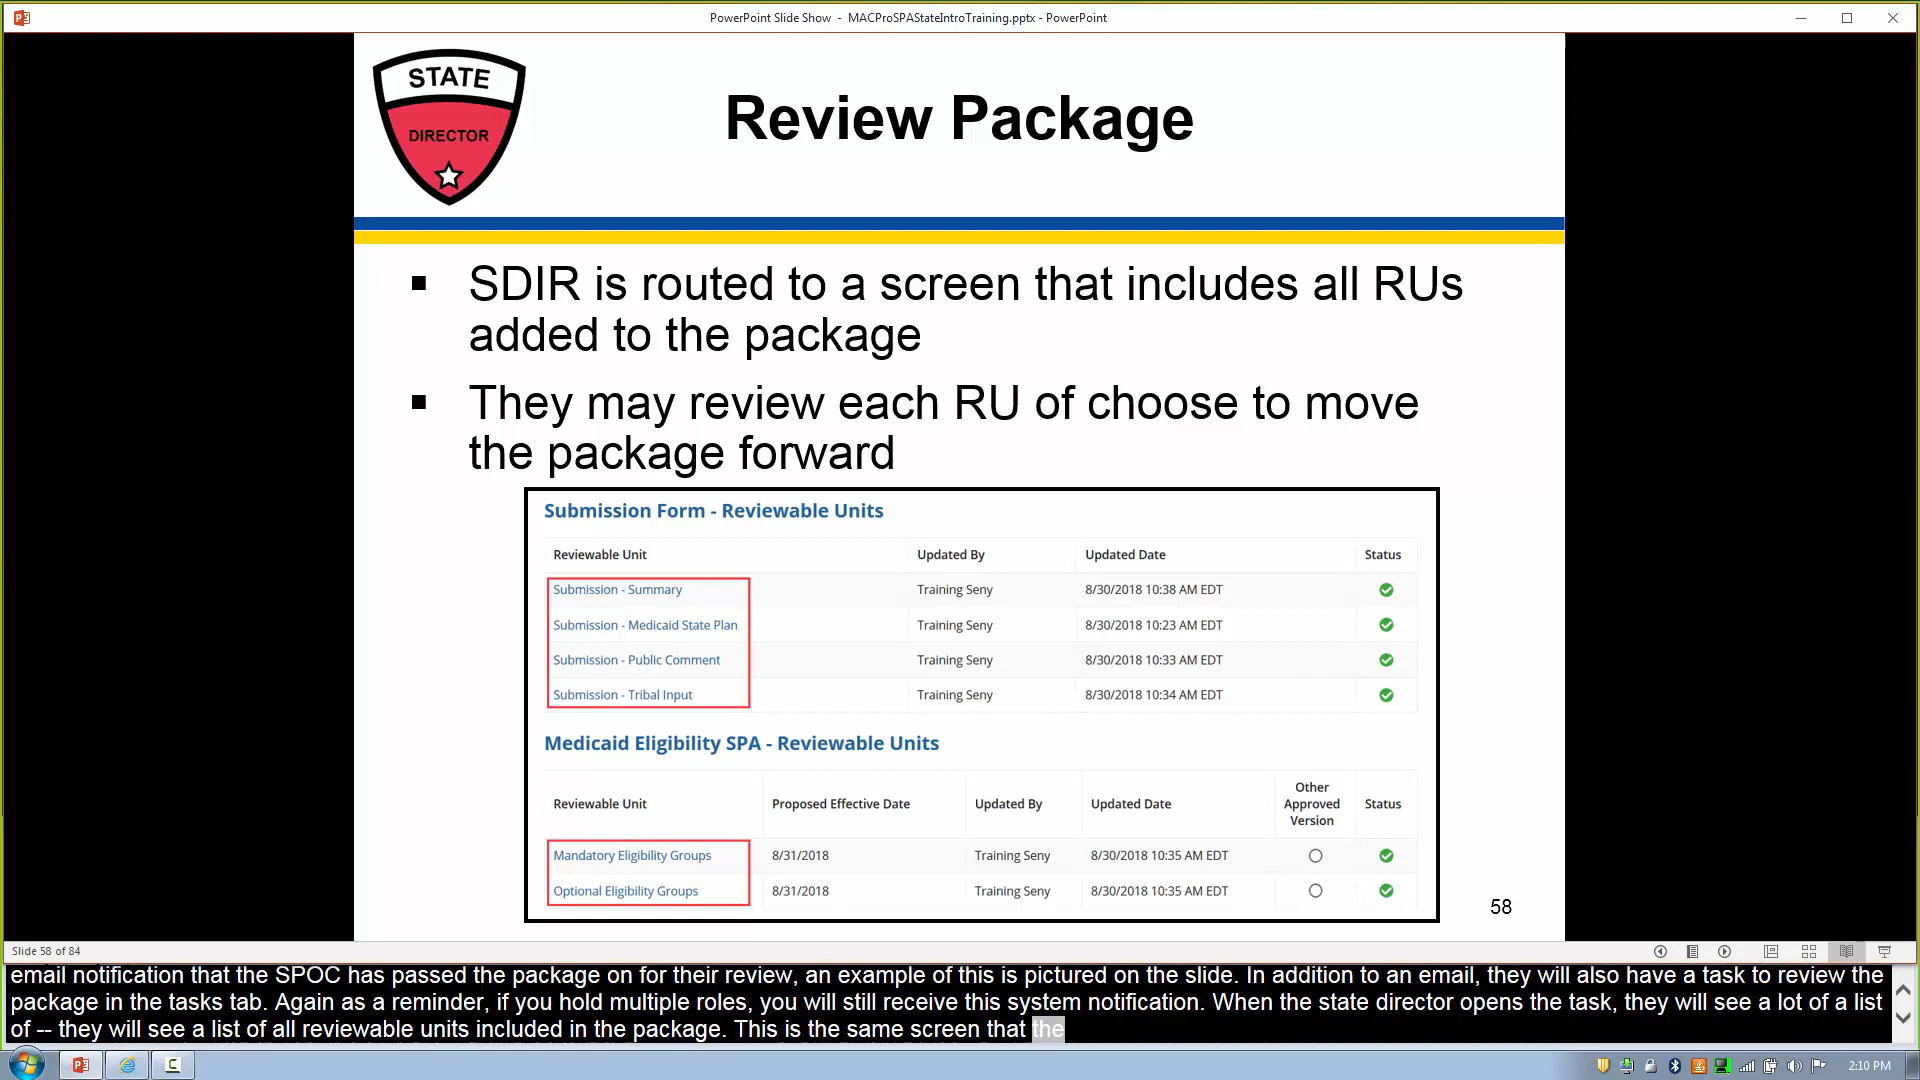 PowerPoint Slide Show - MACProSPAStateIntroTraining.pptx - PowerPoint
STATE
DIRECTOR
Review Package
▪ SDIR is routed to a screen that includes all RUs
added to the package
▪ They may review each RU of choose to move
the package forward
Submission Form - Reviewable Units
Reviewable Unit Updated By Updated Date Status
Submission - Summary Training Seny 8/30/2018 10:38 AM EDT
Submission - Medicaid State Plan Training Seny 8/30/2018 10:23 AM EDT
Submission - Public Comment Training Seny 8/30/2018 10:33 AM EDT
Submission - Tribal Input Training Seny 8/30/2018 10:34 AM EDT
Medicaid Eligibility SPA - Reviewable Units
Reviewable Unit Proposed Effective Date Updated By Updated Date Other Approved Version Status
Mandatory Eligibility Groups 8/31/2018 Training Seny 8/30/2018 10:35 AM EDT
Optional Eligibility Groups 8/31/2018 Training Seny 8/30/2018 10:35 AM EDT
58
Slide 58 of 84
email notification that the SPOC has passed the package on for their review, an example of this is pictured on the slide. In addition to an email, they will also have a task to review the
package in the tasks tab. Again as a reminder, if you hold multiple roles, you will still receive this system notification. When the state director opens the task, they will see a lot of a list
of -- they will see a list of all reviewable units included in the package. This is the same screen that the
2:10 PM